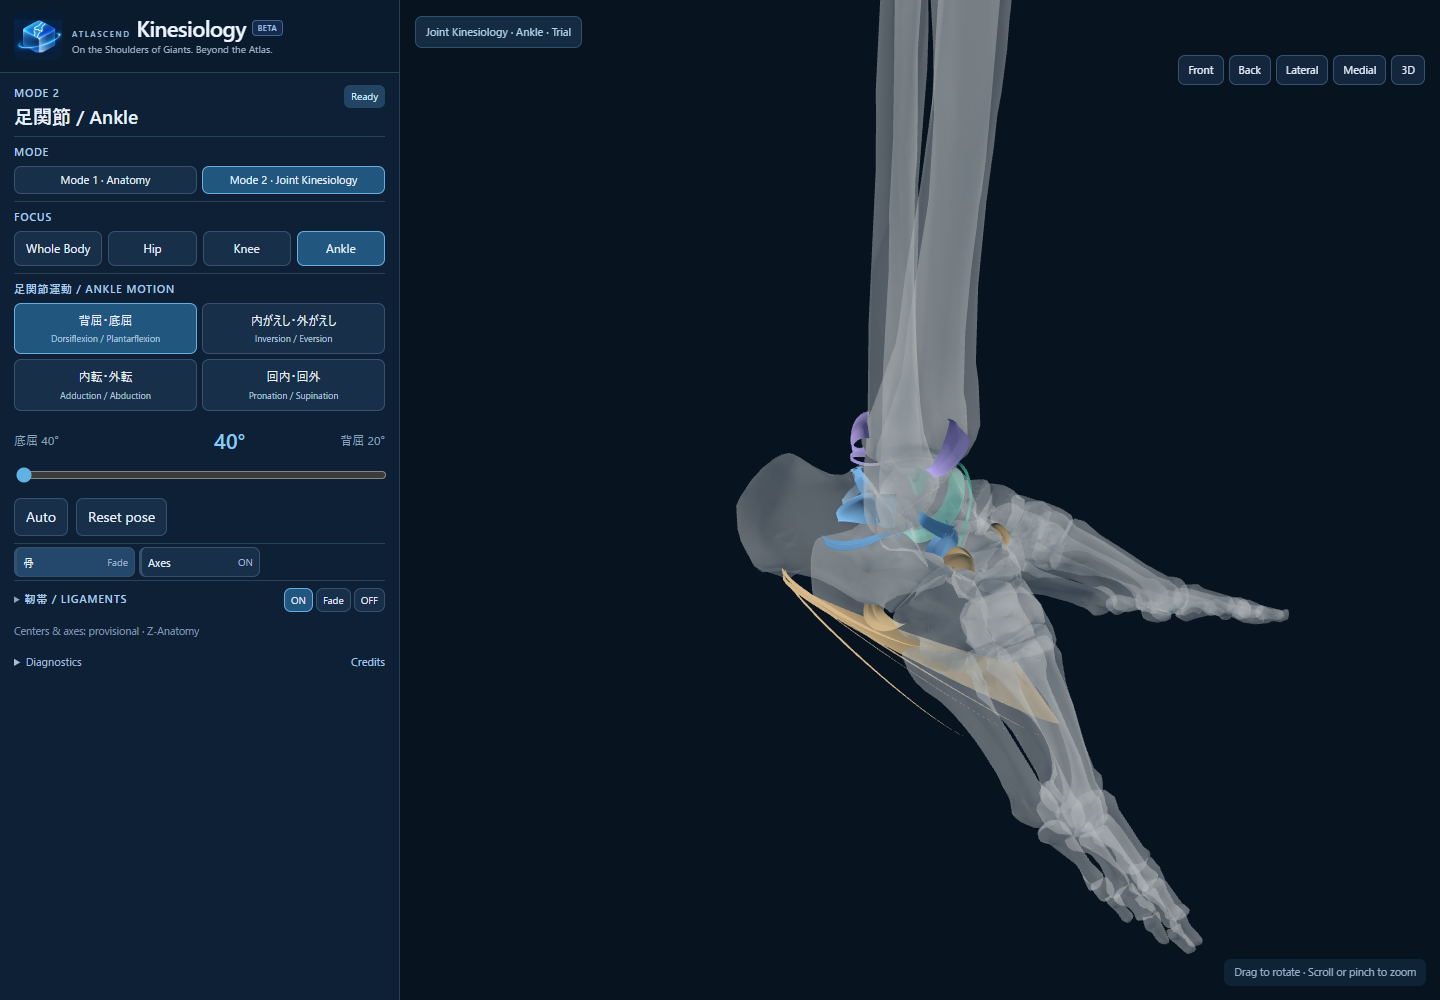 ATLASCEND Kinesiology BETA
On the Shoulders of Giants. Beyond the Atlas.
MODE 2
Ready
足関節 / Ankle
MODE
Mode 1 · Anatomy
Mode 2 · Joint Kinesiology
FOCUS
Whole Body
Hip
Knee
Ankle
足関節運動 / ANKLE MOTION
背屈・底屈
Dorsiflexion / Plantarflexion
内がえし・外がえし
Inversion / Eversion
内転・外転
Adduction / Abduction
回内・回外
Pronation / Supination
底屈 40° 40° 背屈 20°
Auto
Reset pose
骨 Fade
Axes ON
靭帯 / LIGAMENTS
ON
Fade
OFF
Centers & axes: provisional · Z-Anatomy
Diagnostics
Credits
Joint Kinesiology · Ankle · Trial
Front
Back
Lateral
Medial
3D
Drag to rotate · Scroll or pinch to zoom